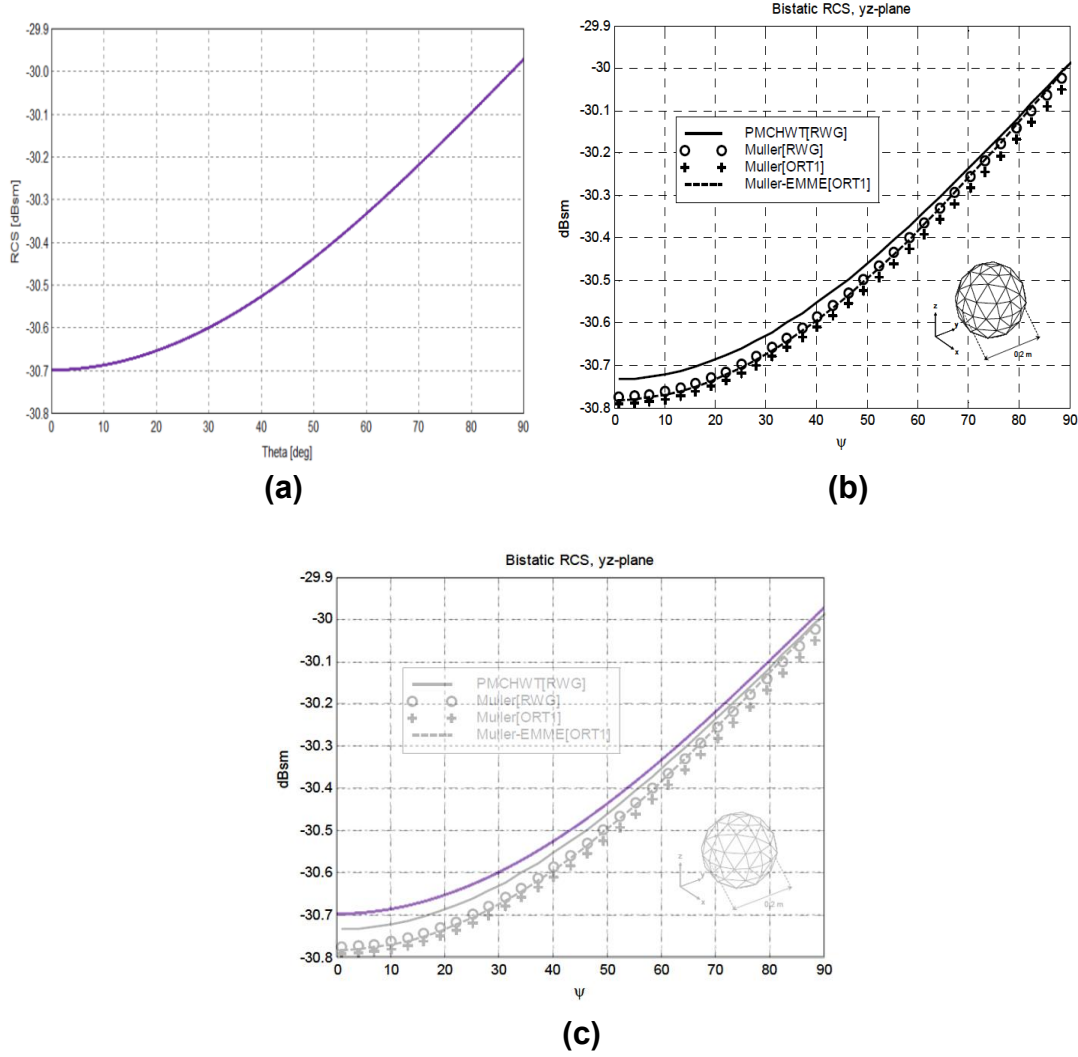 -29.9
-30.0
-30.1
-30.2
-30.3
-30.4
-30.5
-30.6
-30.7
-30.8
RCS [dBsm]
0 10 20 30 40 50 60 70 80 90
Theta [deg]
(a)
Bistatic RCS, yz-plane
-29.9
-30
-30.1
-30.2
-30.3
-30.4
-30.5
-30.6
-30.7
-30.8
dBsm
PMCHWT[RWG]
Muller[RWG]
Muller[ORT1]
Muller-EMME[ORT1]
z
y
x
0.2 m
0 10 20 30 40 50 60 70 80 90
ψ
(b)
Bistatic RCS, yz-plane
-29.9
-30
-30.1
-30.2
-30.3
-30.4
-30.5
-30.6
-30.7
-30.8
dBsm
PMCHWT[RWG]
Muller[RWG]
Muller[ORT1]
Muller-EMME[ORT1]
z
y
x
0.2 m
0 10 20 30 40 50 60 70 80 90
ψ
(c)